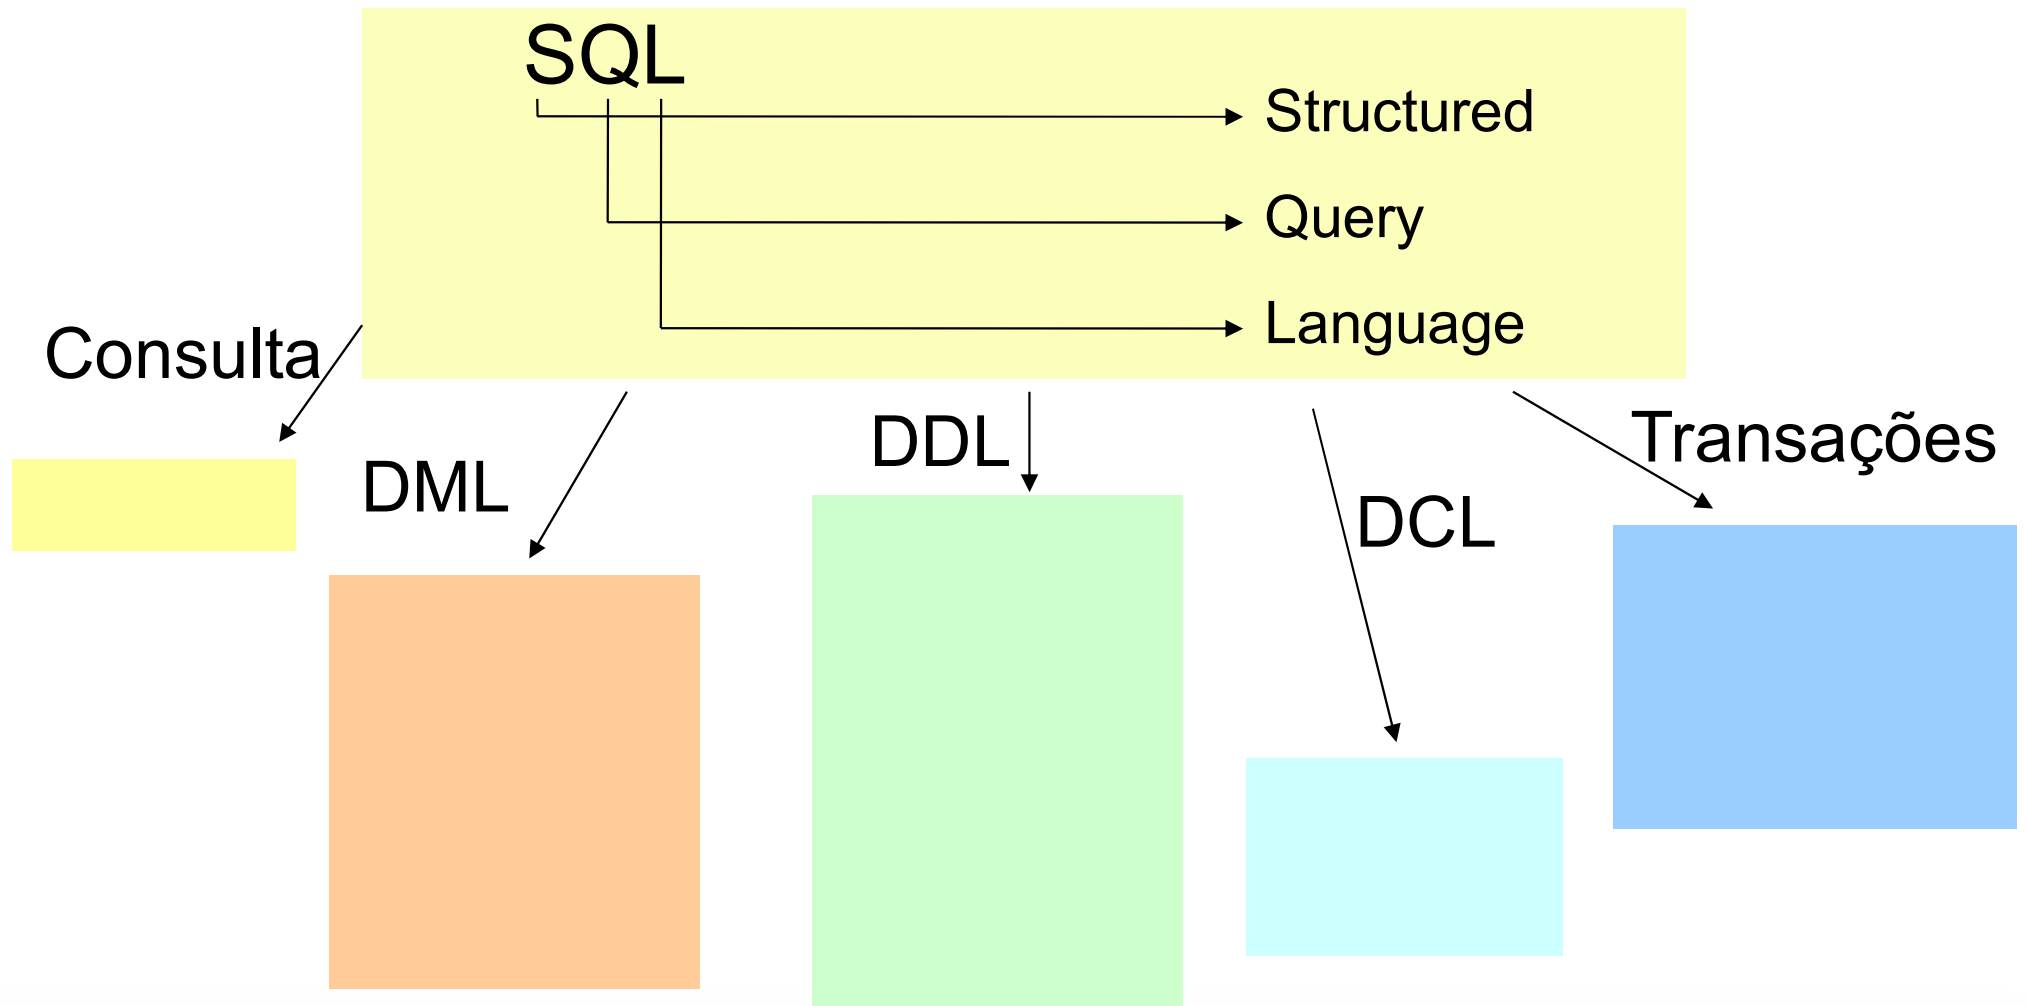 SQL
Structured
Query
Language
Consulta
DML
DDL
DCL
Transações